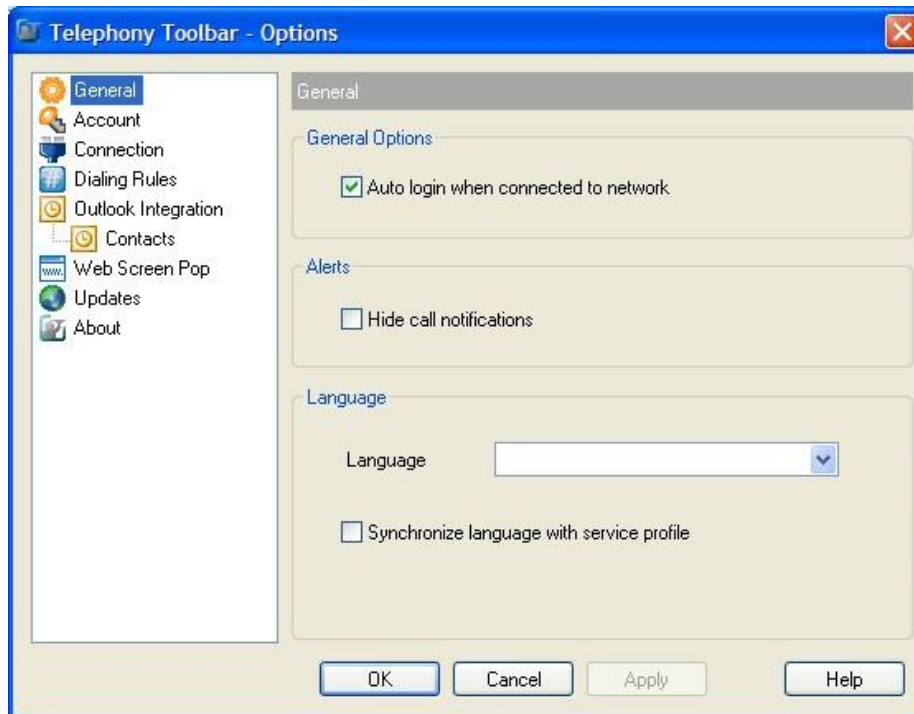 Telephony Toolbar - Options
General
Account
Connection
Dialing Rules
Outlook Integration
Contacts
Web Screen Pop
Updates
About
General
General Options
Auto login when connected to network
Alerts
Hide call notifications
Language
Language
Synchronize language with service profile
OK Cancel Apply Help